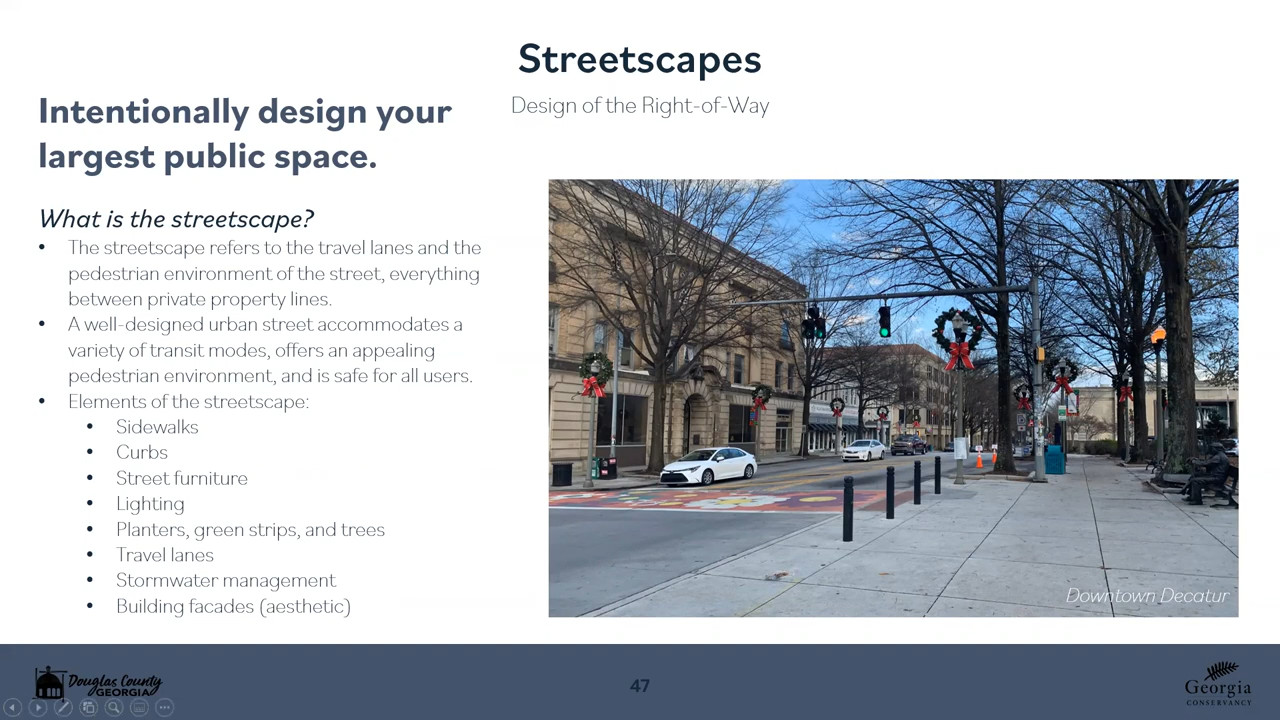 Streetscapes
Design of the Right-of-Way
Intentionally design your
largest public space.
What is the streetscape?
• The streetscape refers to the travel lanes and the
pedestrian environment of the street, everything
between private property lines.
• A well-designed urban street accommodates a
variety of transit modes, offers an appealing
pedestrian environment, and is safe for all users.
• Elements of the streetscape:
• Sidewalks
• Curbs
• Street furniture
• Lighting
• Planters, green strips, and trees
• Travel lanes
• Stormwater management
• Building facades (aesthetic)
Downtown Decatur
Douglas County
GEORGIA
47
Georgia
CONSERVANCY